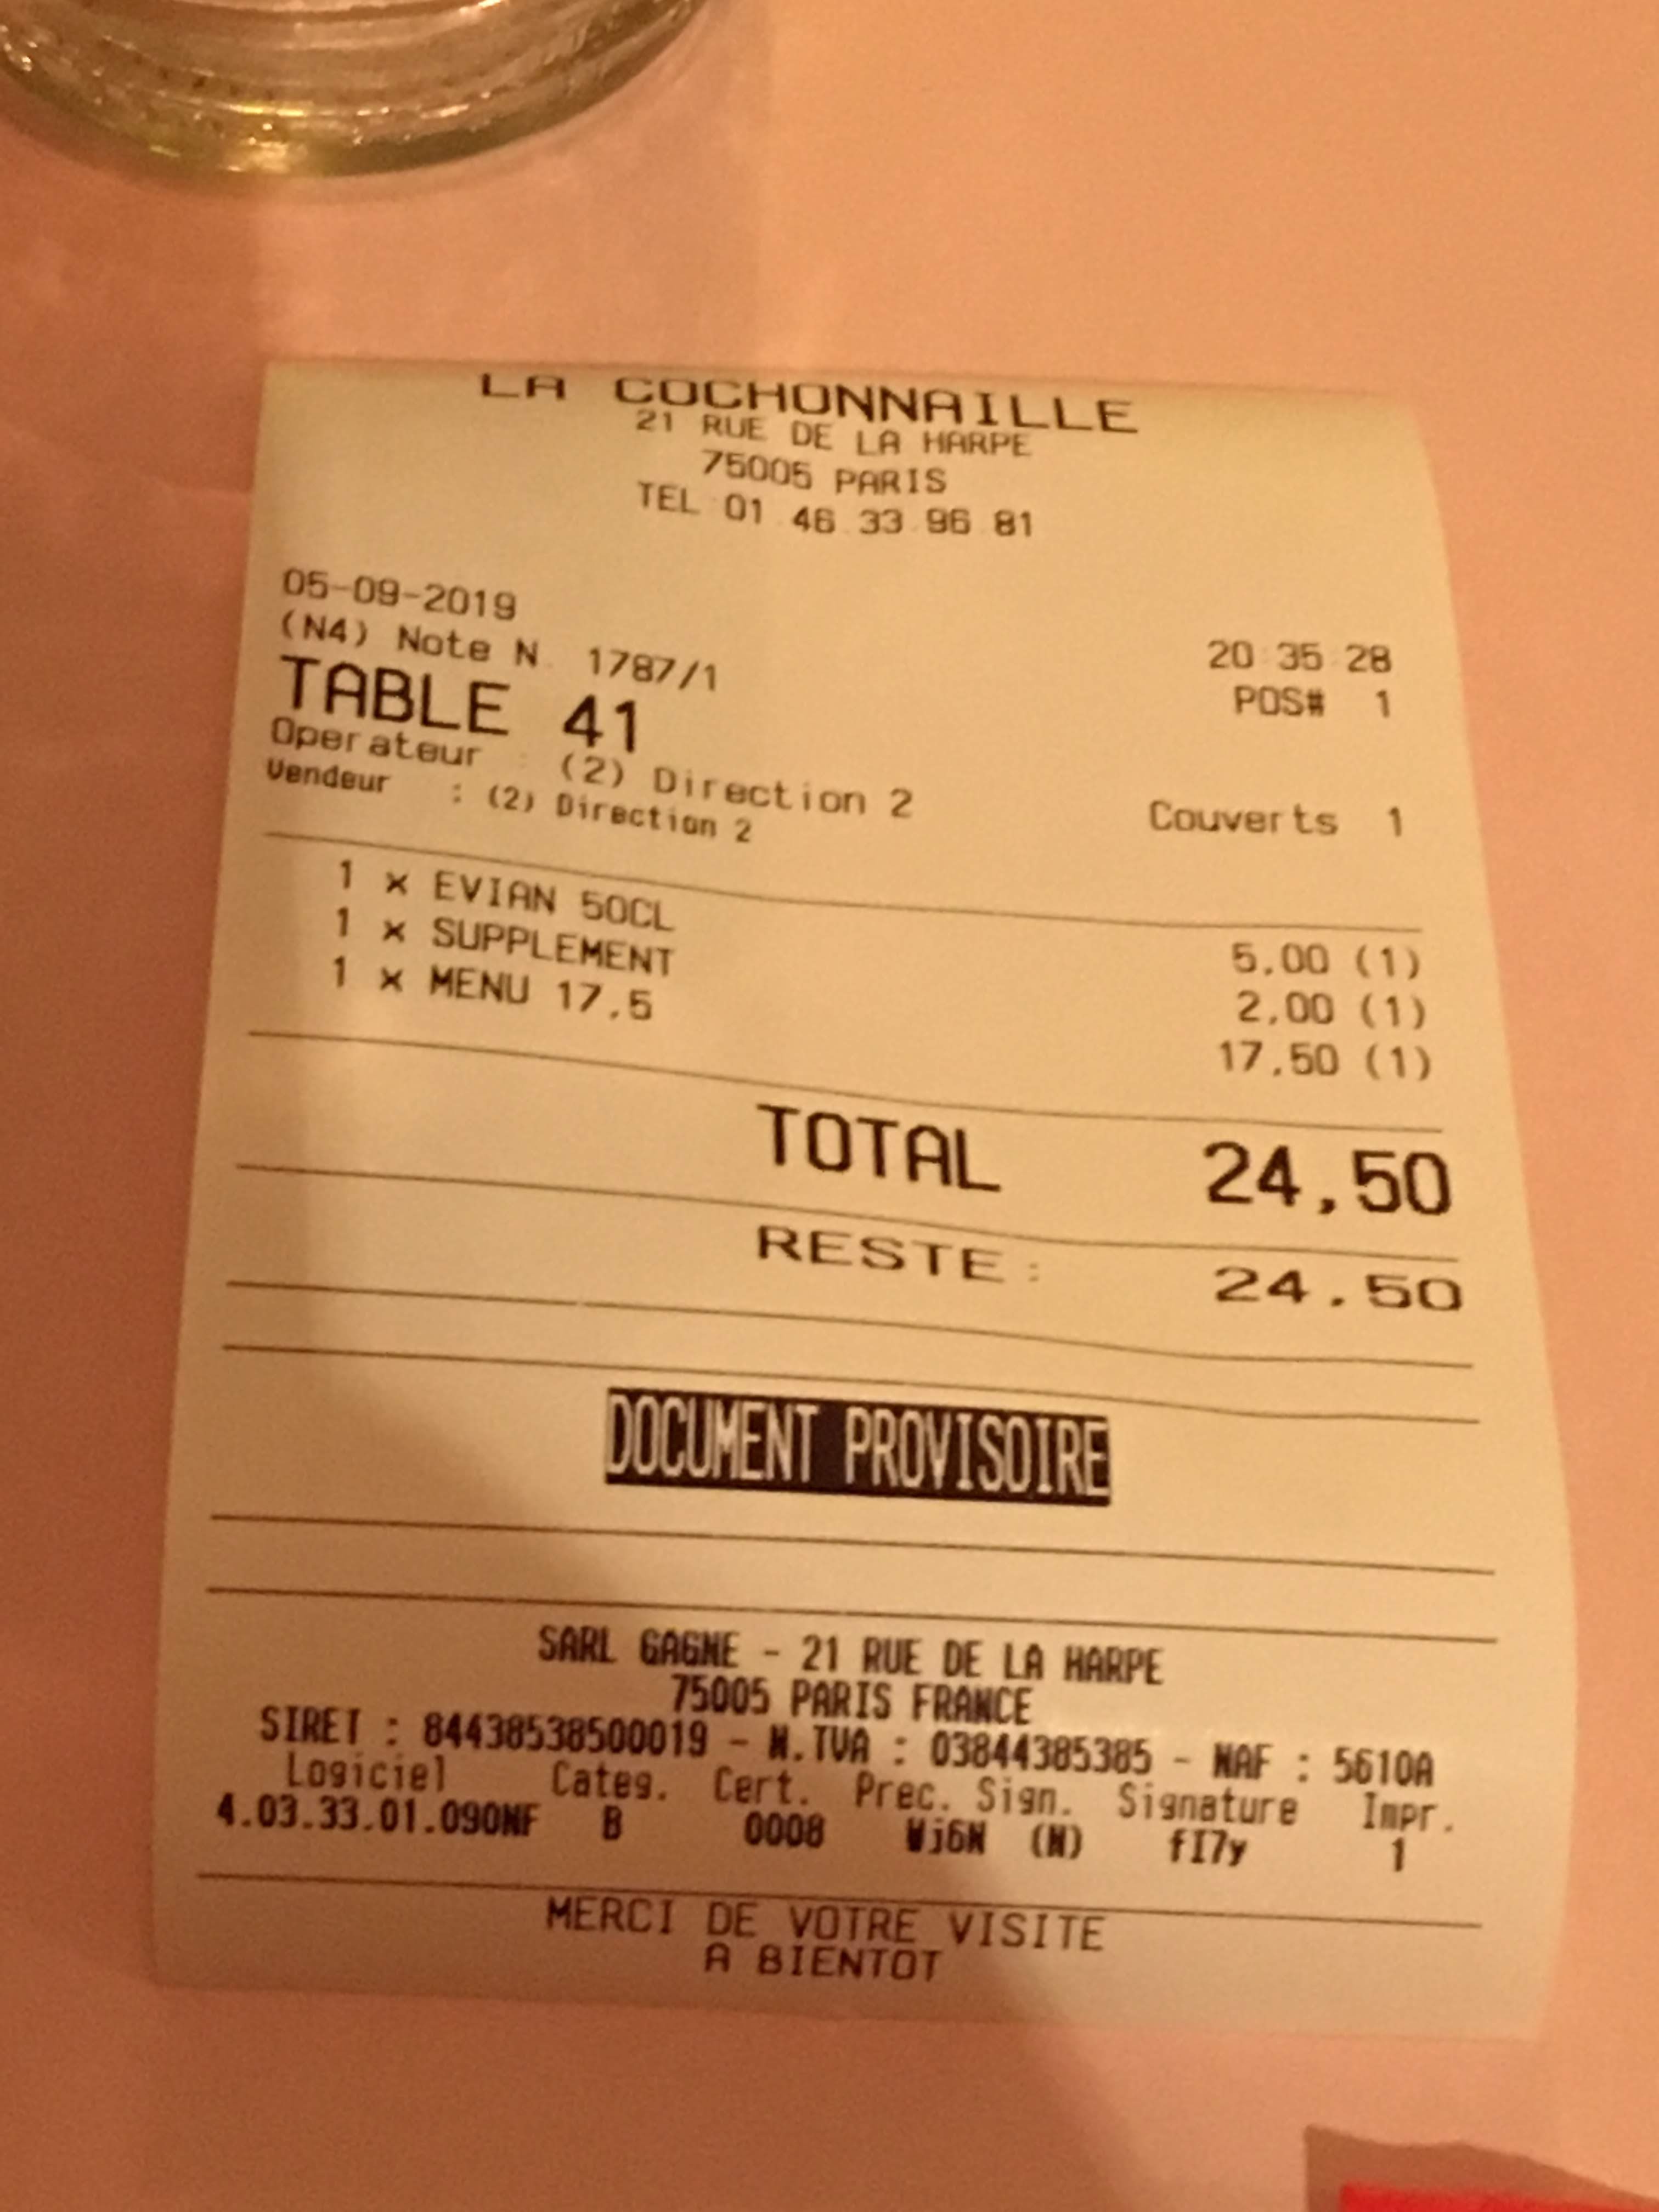 LA COCHONNAILLE
21 RUE DE LA HARPE
75005 PARIS
TEL 01 46 33 96 81
05-09-2019 20:35:28
(N4) Note N. 1787/1 POS# 1
TABLE 41
Operateur : (2) Direction 2 Couverts 1
Vendeur : (2) Direction 2
1 x EVIAN 50CL 5,00 (1)
1 x SUPPLEMENT 2,00 (1)
1 x MENU 17,5 17,50 (1)
TOTAL 24,50
RESTE : 24.50
DOCUMENT PROVISOIRE
SARL GAGNE - 21 RUE DE LA HARPE
75005 PARIS FRANCE
SIRET : 84438538500019 - N.TVA : 03844385385 - NAF : 5610A
Logiciel Categ. Cert. Prec. Sign. Signature Impr.
4.03.33.01.090NF B 0008 Wj6N (N) fI7y 1
MERCI DE VOTRE VISITE
A BIENTOT